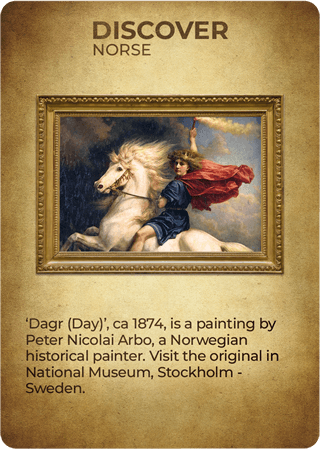 DISCOVER
NORSE
‘Dagr (Day)’, ca 1874, is a painting by
Peter Nicolai Arbo, a Norwegian
historical painter. Visit the original in
National Museum, Stockholm -
Sweden.